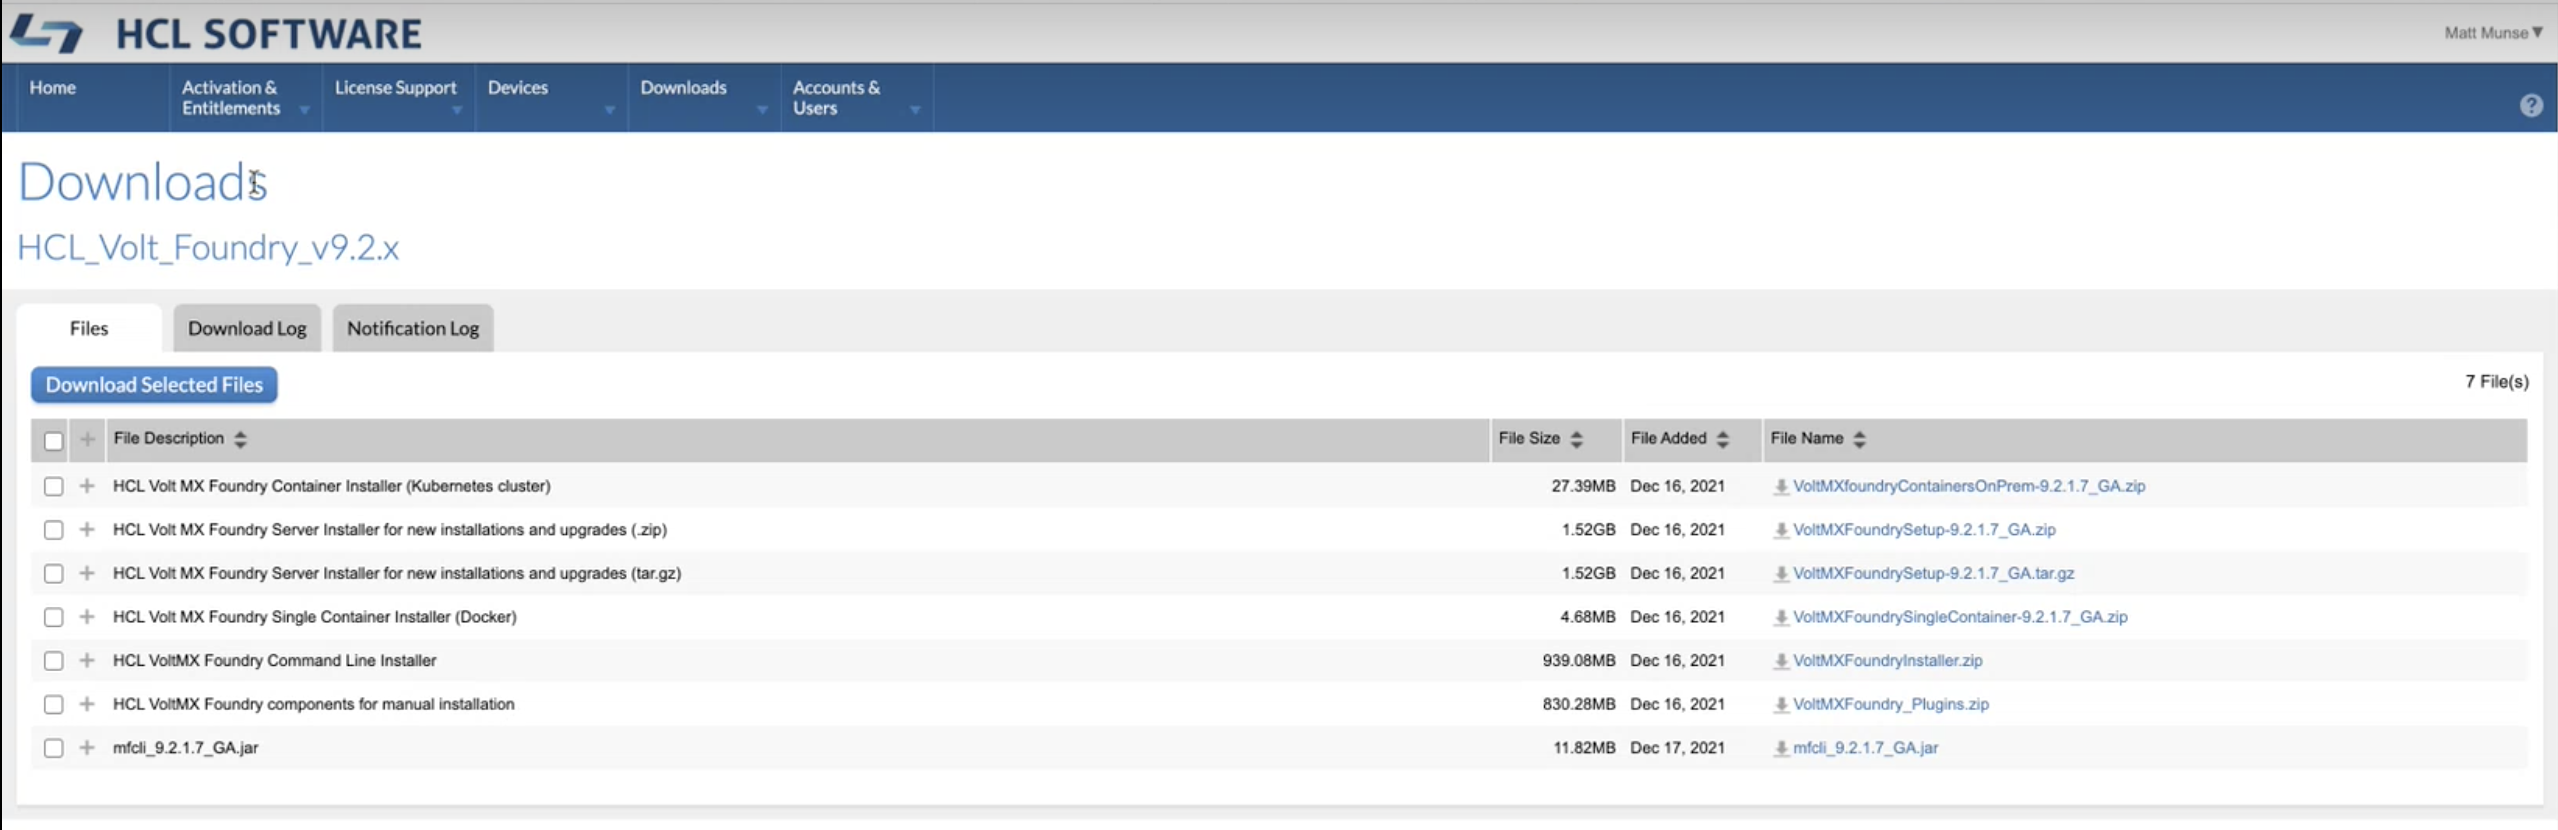 HCL SOFTWARE
Matt Munse▼
Home
Activation & Entitlements
License Support
Devices
Downloads
Accounts & Users
?
Downloads
HCL_Volt_Foundry_v9.2.x
Files
Download Log
Notification Log
Download Selected Files
7 File(s)
+ File Description File Size File Added File Name
+ HCL Volt MX Foundry Container Installer (Kubernetes cluster) 27.39MB Dec 16, 2021 VoltMXfoundryContainersOnPrem-9.2.1.7_GA.zip
+ HCL Volt MX Foundry Server Installer for new installations and upgrades (.zip) 1.52GB Dec 16, 2021 VoltMXFoundrySetup-9.2.1.7_GA.zip
+ HCL Volt MX Foundry Server Installer for new installations and upgrades (tar.gz) 1.52GB Dec 16, 2021 VoltMXFoundrySetup-9.2.1.7_GA.tar.gz
+ HCL Volt MX Foundry Single Container Installer (Docker) 4.68MB Dec 16, 2021 VoltMXFoundrySingleContainer-9.2.1.7_GA.zip
+ HCL VoltMX Foundry Command Line Installer 939.08MB Dec 16, 2021 VoltMXFoundryInstaller.zip
+ HCL VoltMX Foundry components for manual installation 830.28MB Dec 16, 2021 VoltMXFoundry_Plugins.zip
+ mfcli_9.2.1.7_GA.jar 11.82MB Dec 17, 2021 mfcli_9.2.1.7_GA.jar